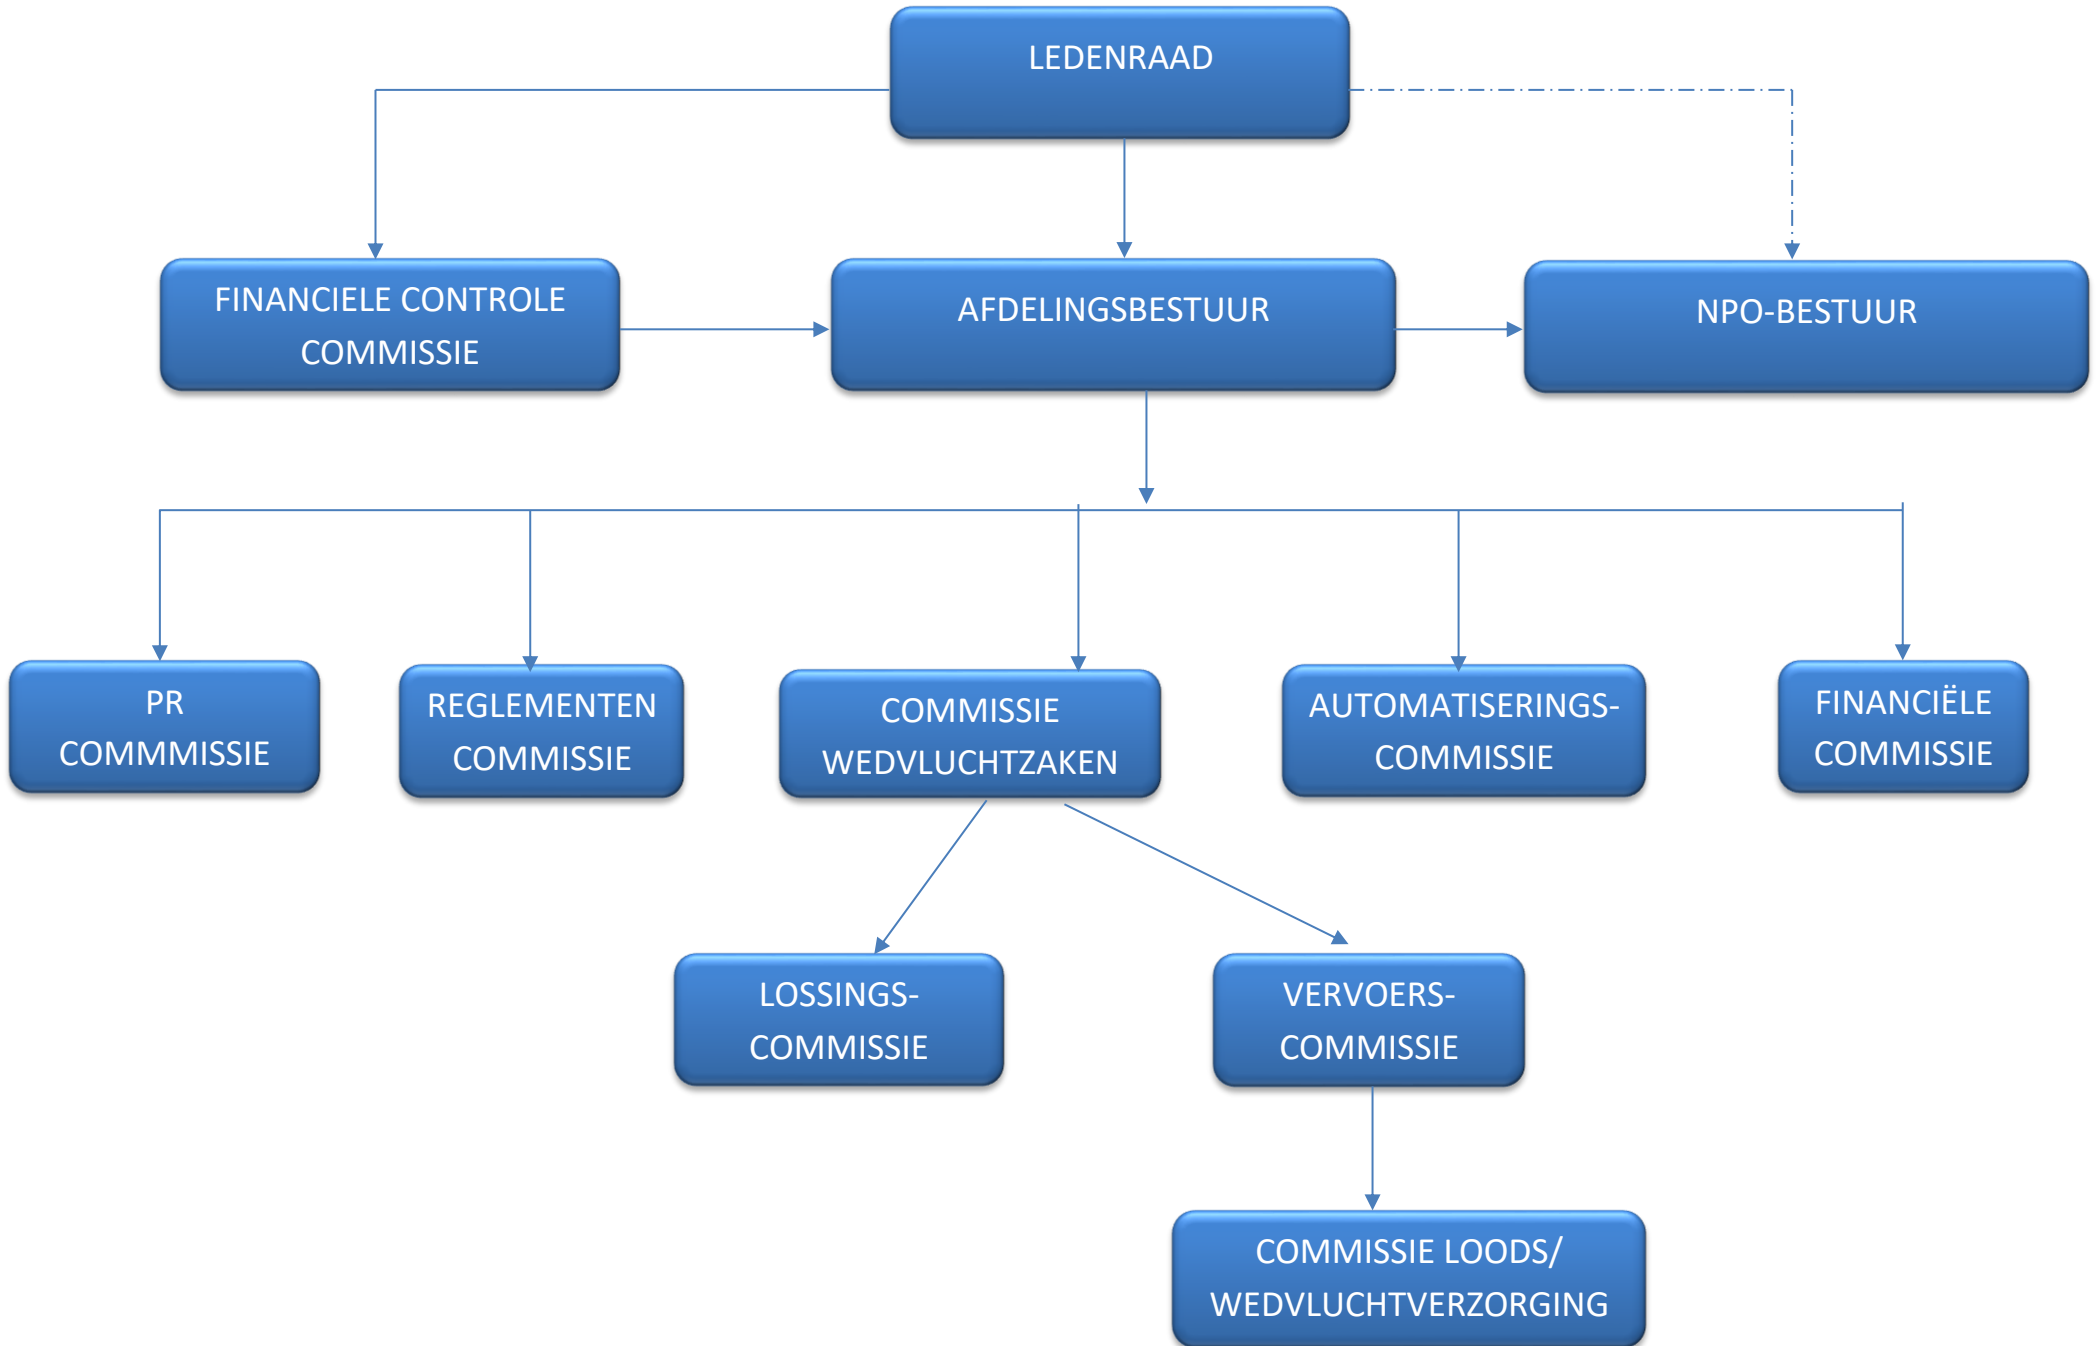 LEDENRAAD
FINANCIELE CONTROLE
COMMISSIE
AFDELINGSBESTUUR
NPO-BESTUUR
PR
COMMMISSIE
REGLEMENTEN
COMMISSIE
COMMISSIE
WEDVLUCHTZAKEN
AUTOMATISERINGS-
COMMISSIE
FINANCIËLE
COMMISSIE
LOSSINGS-
COMMISSIE
VERVOERS-
COMMISSIE
COMMISSIE LOODS/
WEDVLUCHTVERZORGING